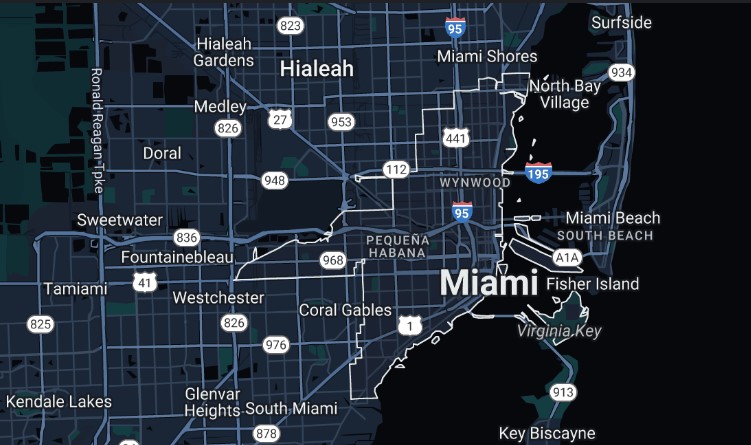 823
95
Surfside
Hialeah
Gardens
Miami Shores
Hialeah
934
North Bay
Village
Ronald Reagan Tpke
Medley
27
953
826
441
Doral
112
195
948
WYNWOOD
95
Sweetwater
Miami Beach
836
SOUTH BEACH
PEQUEÑA
HABANA
Fountainebleau
968
A1A
41
Miami
Fisher Island
Tamiami
Westchester
Coral Gables
825
826
1
Virginia Key
976
913
Glenvar
Heights
Kendale Lakes
South Miami
878
Key Biscayne